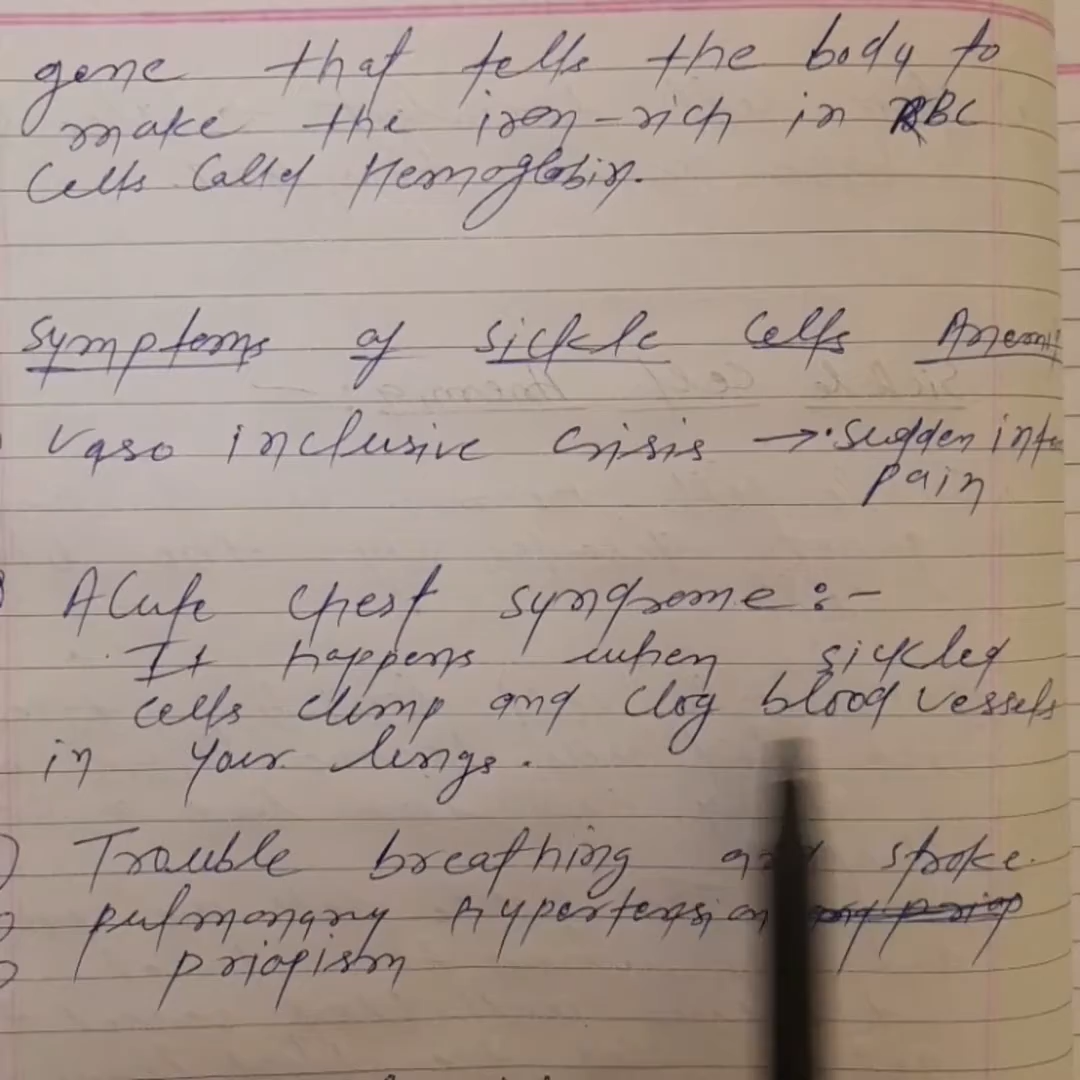 gene that tells the body to
make the iron-rich in RBC
Cells Called Hemoglobin.
Symptoms of Sickle Cells Anemi
Vaso inclusive crisis → • Sudden
pain
Acute chest syndrome :-
It happens when sickled
cells clump and clog blood vessels
in your lungs.
Trouble breathing and stroke.
pulmonary Hypertension
priapism